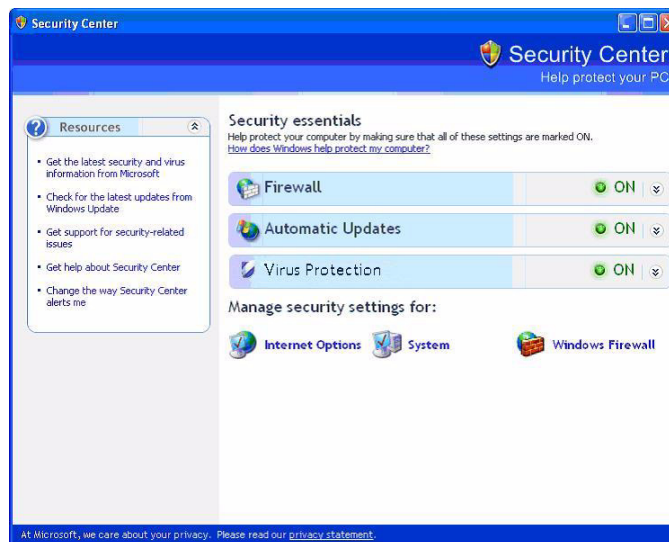 Security Center
Security Center
Help protect your PC
Resources
Get the latest security and virus
information from Microsoft
Check for the latest updates from
Windows Update
Get support for security-related
issues
Get help about Security Center
Change the way Security Center
alerts me
Security essentials
Help protect your computer by making sure that all of these settings are marked ON.
How does Windows help protect my computer?
Firewall ON
Automatic Updates ON
Virus Protection ON
Manage security settings for:
Internet Options System Windows Firewall
At Microsoft, we care about your privacy. Please read our privacy statement.